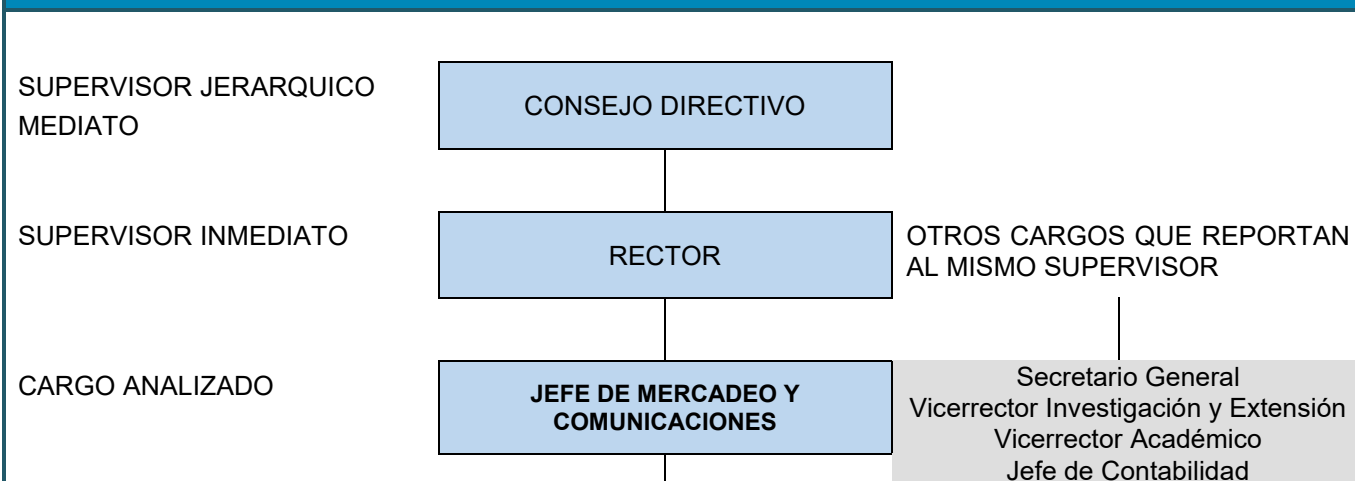 SUPERVISOR JERARQUICO
MEDIATO
CONSEJO DIRECTIVO
SUPERVISOR INMEDIATO
RECTOR
OTROS CARGOS QUE REPORTAN
AL MISMO SUPERVISOR
CARGO ANALIZADO
JEFE DE MERCADEO Y
COMUNICACIONES
Secretario General
Vicerrector Investigación y Extensión
Vicerrector Académico
Jefe de Contabilidad